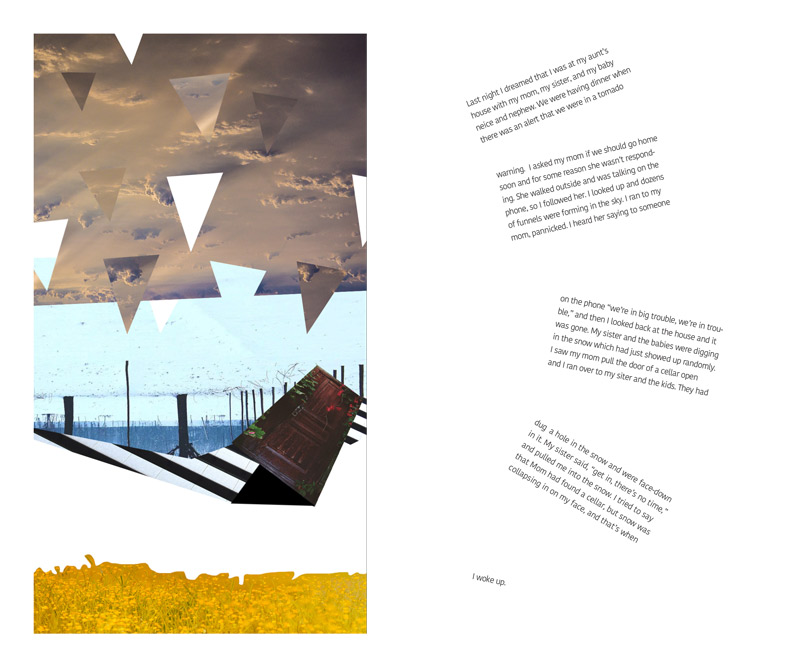 Last night I dreamed that I was at my aunt's
house with my mom, my sister, and my baby
neice and nephew. We were having dinner when
there was an alert that we were in a tornado
warning.  I asked my mom if we should go home
soon and for some reason she wasn't respond-
ing. She walked outside and was talking on the
phone, so I followed her. I looked up and dozens
of funnels were forming in the sky. I ran to my
mom, pannicked. I heard her saying to someone
on the phone "we're in big trouble, we're in trou-
ble," and then I looked back at the house and it
was gone. My sister and the babies were digging
in the snow which had just showed up randomly.
I saw my mom pull the door of a cellar open
and I ran over to my siter and the kids. They had
dug  a hole in the snow and were face-down
in it. My sister said, "get in, there's no time,"
and pulled me into the snow. I tried to say
that Mom had found a cellar, but snow was
collapsing in on my face, and that's when
I woke up.